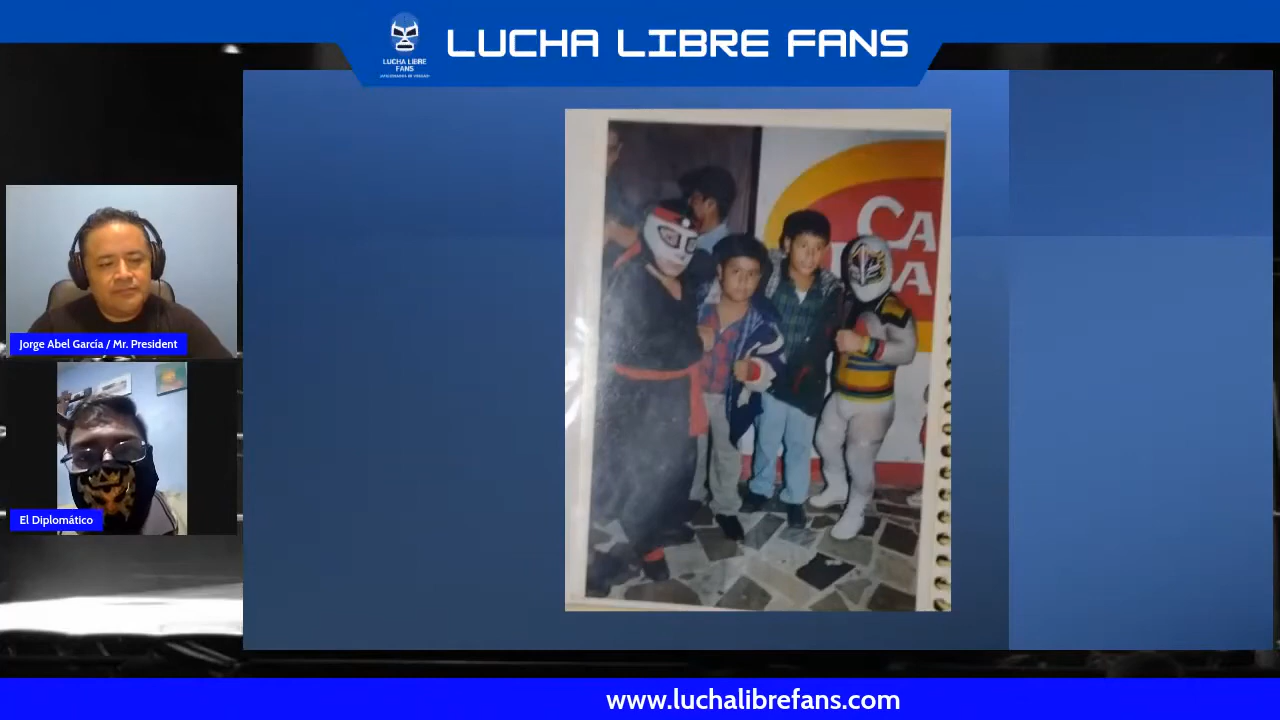 LUCHA LIBRE FANS
LUCHA LIBRE
FANS
Jorge Abel García / Mr. President
El Diplomático
CA
A
www.luchalibrefans.com